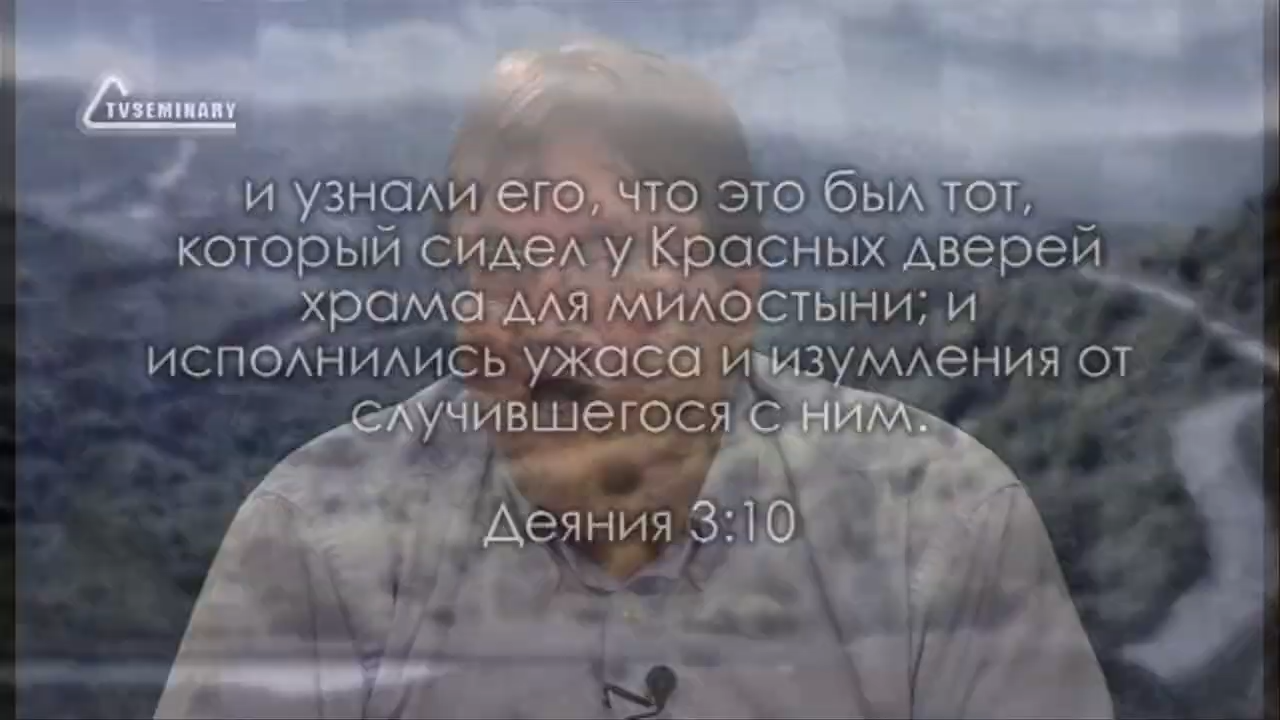 TVSEMINARY
и узнали его, что это был тот,
который сидел у Красных дверей
храма для милостыни; и
исполнились ужаса и изумления от
случившегося с ним.
Деяния 3:10